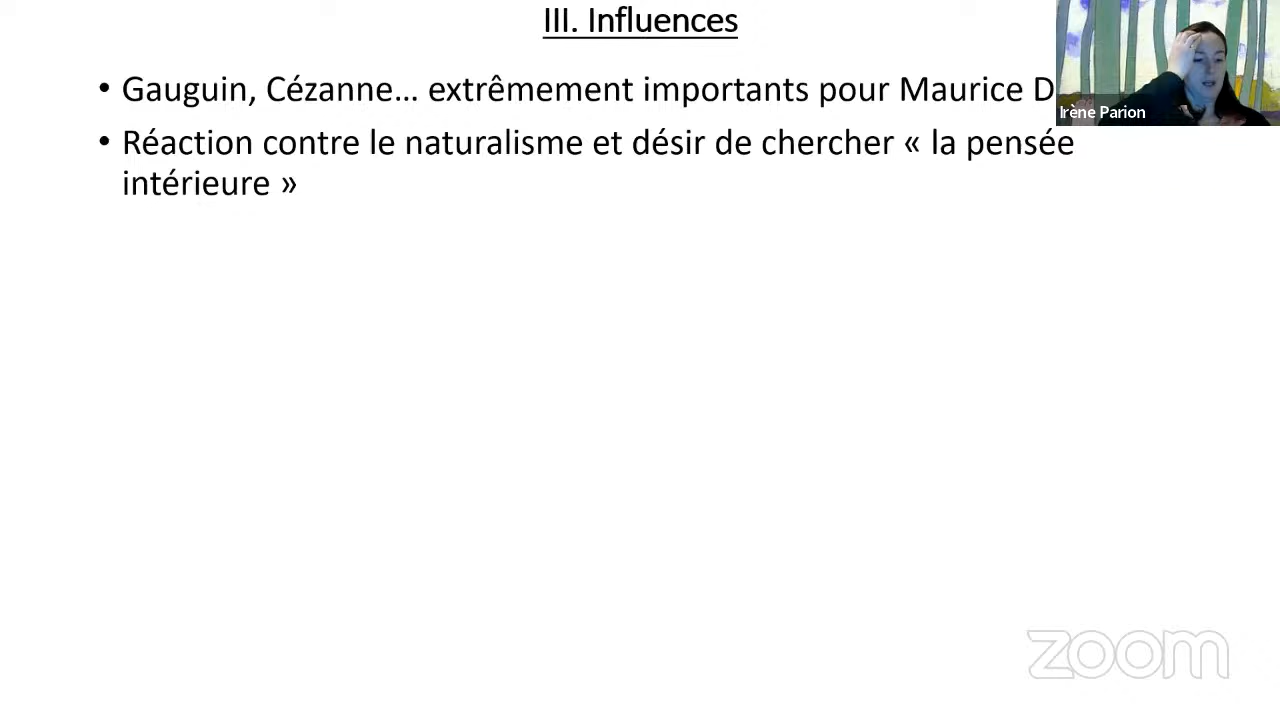 III. Influences
• Gauguin, Cézanne... extrêmement importants pour Maurice D
Irène Parion
• Réaction contre le naturalisme et désir de chercher « la pensée
intérieure »
zoom